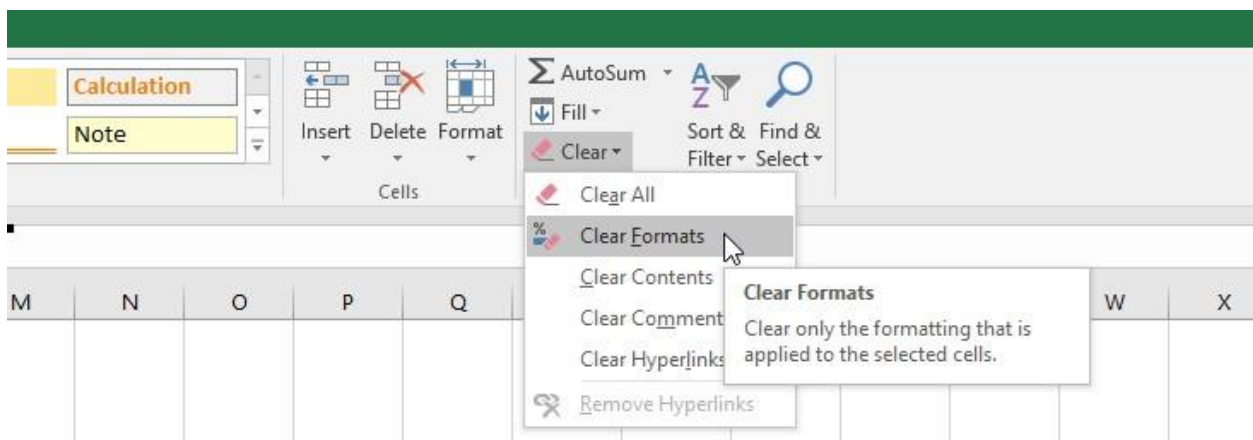 Calculation
Note
Insert
Delete
Format
Cells
AutoSum
Fill
Clear
Sort &
Filter
Find &
Select
Clear All
Clear Formats
Clear Contents
Clear Comment
Clear Hyperlinks
Remove Hyperlinks
Clear Formats
Clear only the formatting that is
applied to the selected cells.
M N O P Q W X